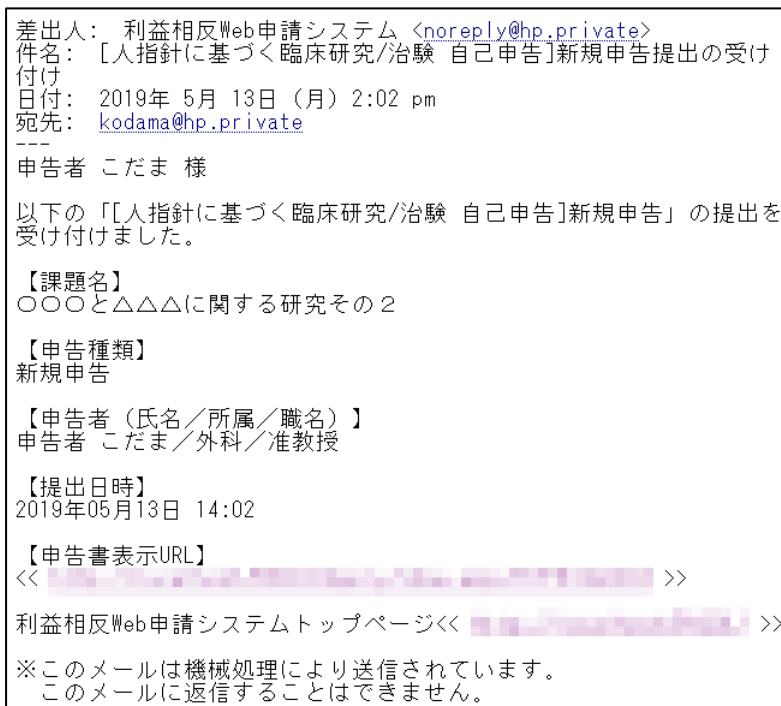 差出人: 利益相反Web申請システム <noreply@hp.private>
件名: [人指針に基づく臨床研究/治験 自己申告]新規申告提出の受け
付け
日付: 2019年 5月 13日 (月) 2:02 pm
宛先: kodama@hp.private
---
申告者 こだま 様
以下の「[人指針に基づく臨床研究/治験 自己申告]新規申告」の提出を
受け付けました。
【課題名】
○○○と△△△に関する研究その２
【申告種類】
新規申告
【申告者（氏名／所属／職名）】
申告者 こだま／外科／准教授
【提出日時】
2019年05月13日 14:02
【申告書表示URL】
<< >>
利益相反Web申請システムトップページ<< >>
※このメールは機械処理により送信されています。
このメールに返信することはできません。